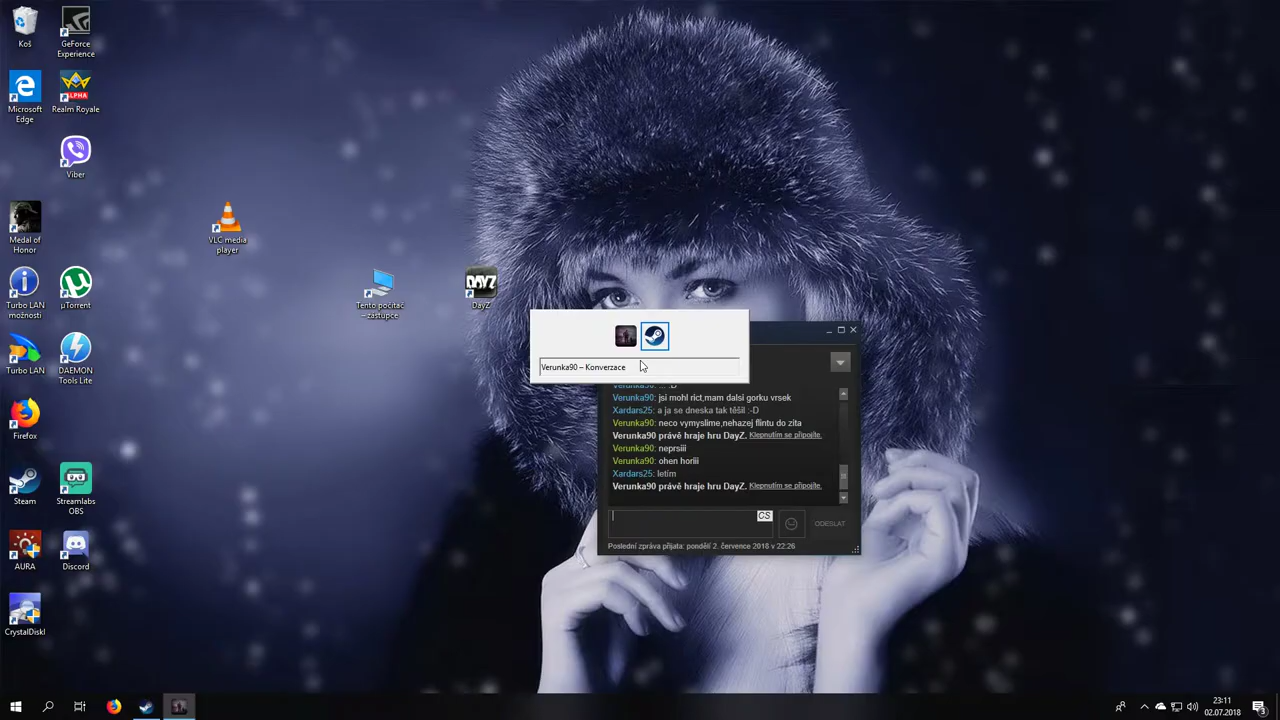 Koš
GeForce
Experience
Microsoft
Edge
ALPHA
Realm Royale
Viber
Medal of
Honor
VLC media
player
Turbo LAN
možnosti
µTorrent
Tento počítač
– zástupce
DAYZ
DayZ
Turbo LAN
DAEMON
Tools Lite
Firefox
Steam
Streamlabs
OBS
AURA
Discord
CrystalDiskI
Verunka90 – Konverzace
Verunka90: ... :D
Verunka90: jsi mohl rict,mam dalsi gorku vrsek
Xardars25: a ja se dneska tak těšil :-D
Verunka90: neco vymyslime,nehazej flintu do zita
Verunka90 právě hraje hru DayZ. Klepnutím se připojíte.
Verunka90: neprsiii
Verunka90: ohen horiii
Xardars25: letím
Verunka90 právě hraje hru DayZ. Klepnutím se připojíte.
CS
ODESLAT
Poslední zpráva přijata: pondělí 2. července 2018 v 22:26
23:11
02.07.2018
3